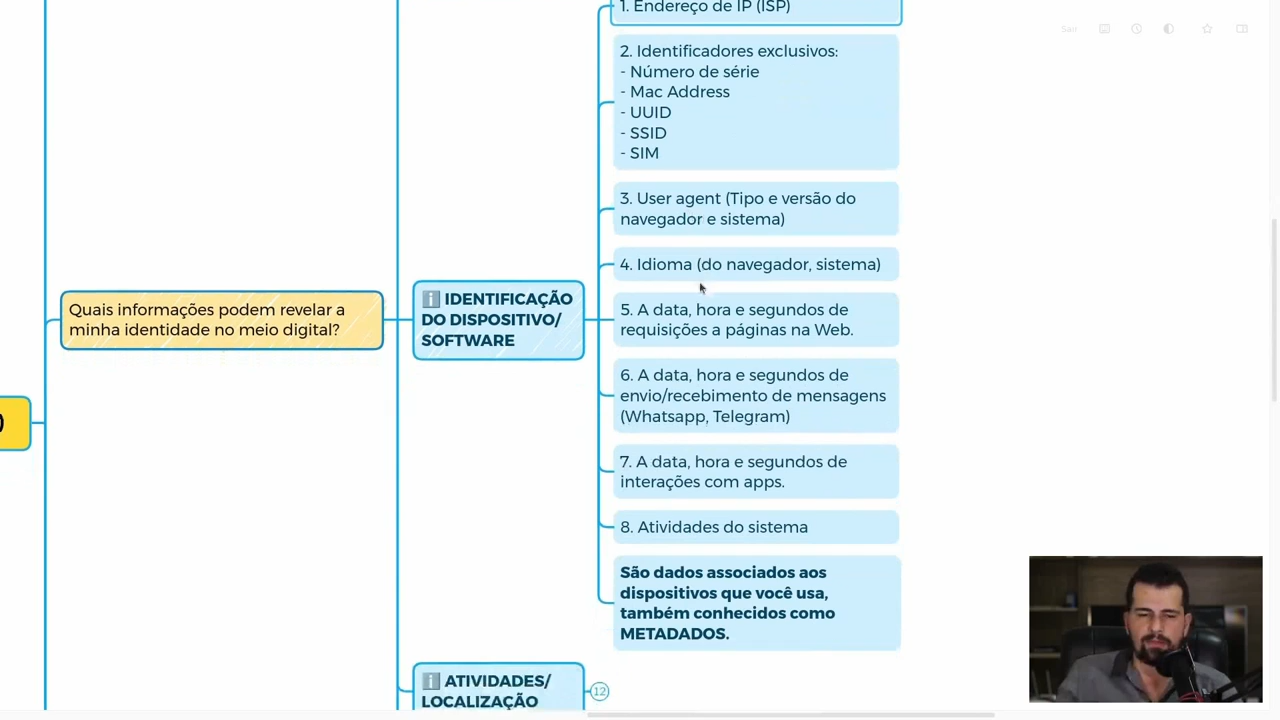 1. Endereço de IP (ISP)
Sair
2. Identificadores exclusivos:
- Número de série
- Mac Address
- UUID
- SSID
- SIM
3. User agent (Tipo e versão do
navegador e sistema)
4. Idioma (do navegador, sistema)
Quais informações podem revelar a
minha identidade no meio digital?
IDENTIFICAÇÃO
DO DISPOSITIVO/
SOFTWARE
5. A data, hora e segundos de
requisições a páginas na Web.
6. A data, hora e segundos de
envio/recebimento de mensagens
(Whatsapp, Telegram)
)
7. A data, hora e segundos de
interações com apps.
8. Atividades do sistema
São dados associados aos
dispositivos que você usa,
também conhecidos como
METADADOS.
ATIVIDADES/
LOCALIZAÇÃO
12